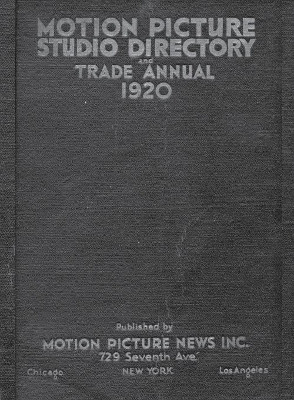 MOTION PICTURE
STUDIO DIRECTORY
and
TRADE ANNUAL
1920
Published by
MOTION PICTURE NEWS INC.
729 Seventh Ave.
Chicago NEW YORK Los Angeles